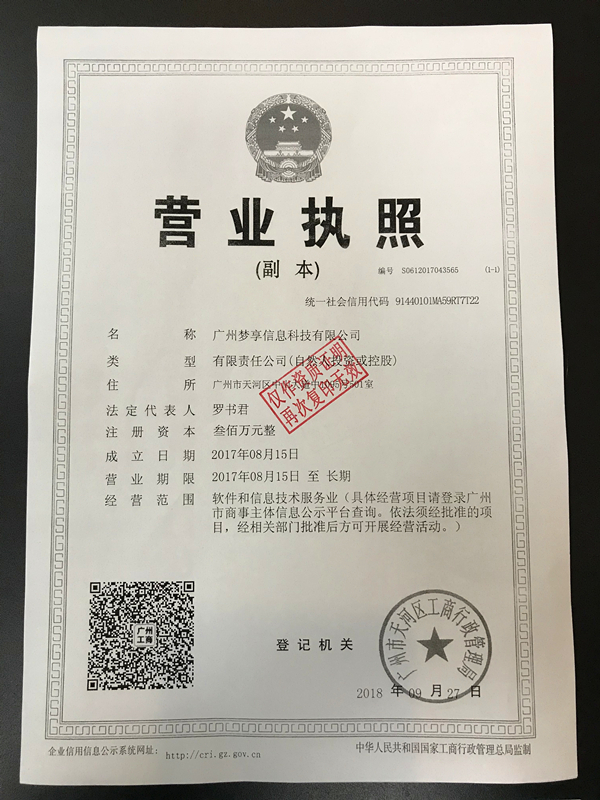 营业执照
(副 本)
编号 S0612017043565 (1-1)
统一社会信用代码 91440101MA59RT7T22
名 称 广州梦享信息科技有限公司
类 型 有限责任公司(自然人投资或控股)
住 所 广州市天河区中山大道中 室
法定代表人 罗书君
注册资本 叁佰万元整
成立日期 2017年08月15日
营业期限 2017年08月15日 至 长期
经营范围 软件和信息技术服务业（具体经营项目请登录广州
市商事主体信息公示平台查询。依法须经批准的项
目，经相关部门批准后方可开展经营活动。）
仅作资质证明
再次复印无效
广州
工商
登记机关
广州市天河区工商行政管理局
2018 年 09 月 27 日
企业信用信息公示系统网址： http://cri.gz.gov.cn
中华人民共和国国家工商行政管理总局监制